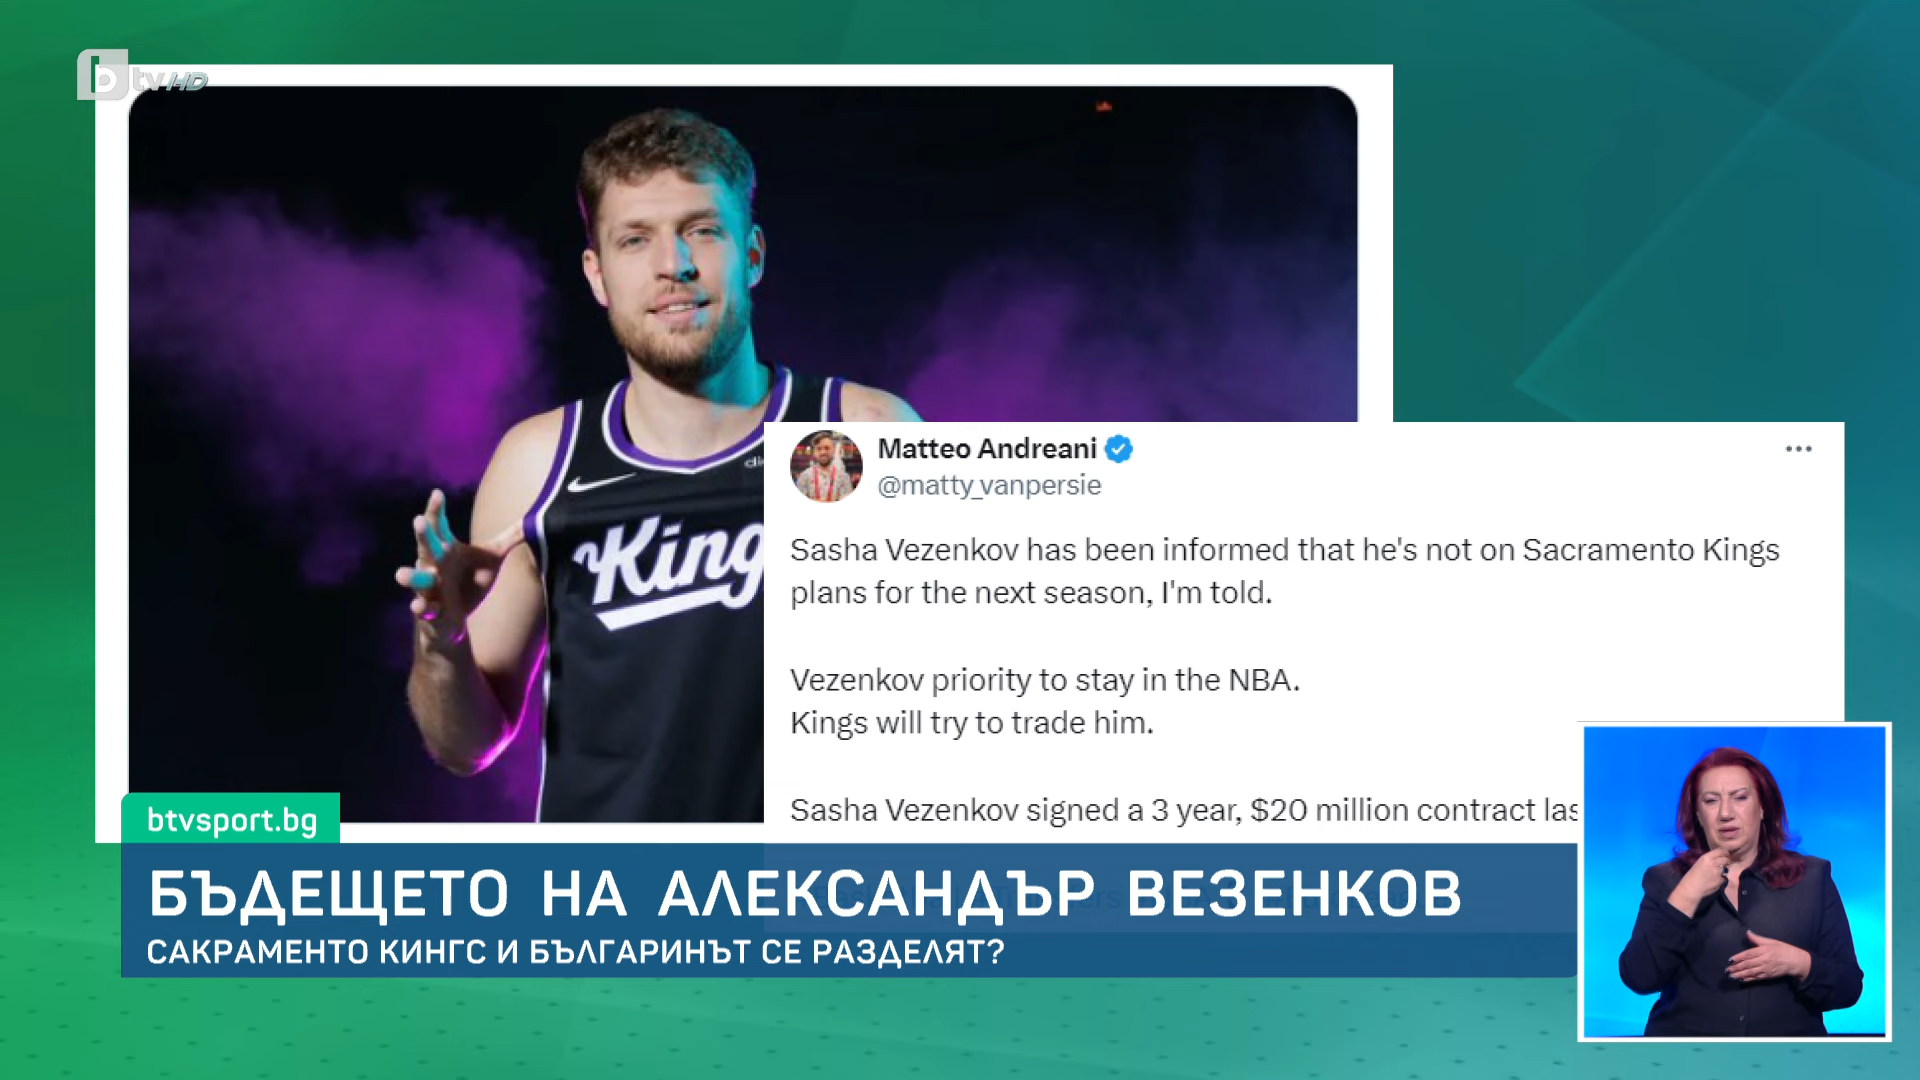 btv HD
King
Matteo Andreani
@matty_vanpersie
Sasha Vezenkov has been informed that he's not on Sacramento Kings
plans for the next season, I'm told.
Vezenkov priority to stay in the NBA.
Kings will try to trade him.
Sasha Vezenkov signed a 3 year, $20 million contract las
btvsport.bg
БЪДЕЩЕТО НА АЛЕКСАНДЪР ВЕЗЕНКОВ
САКРАМЕНТО КИНГС И БЪЛГАРИНЪТ СЕ РАЗДЕЛЯТ?